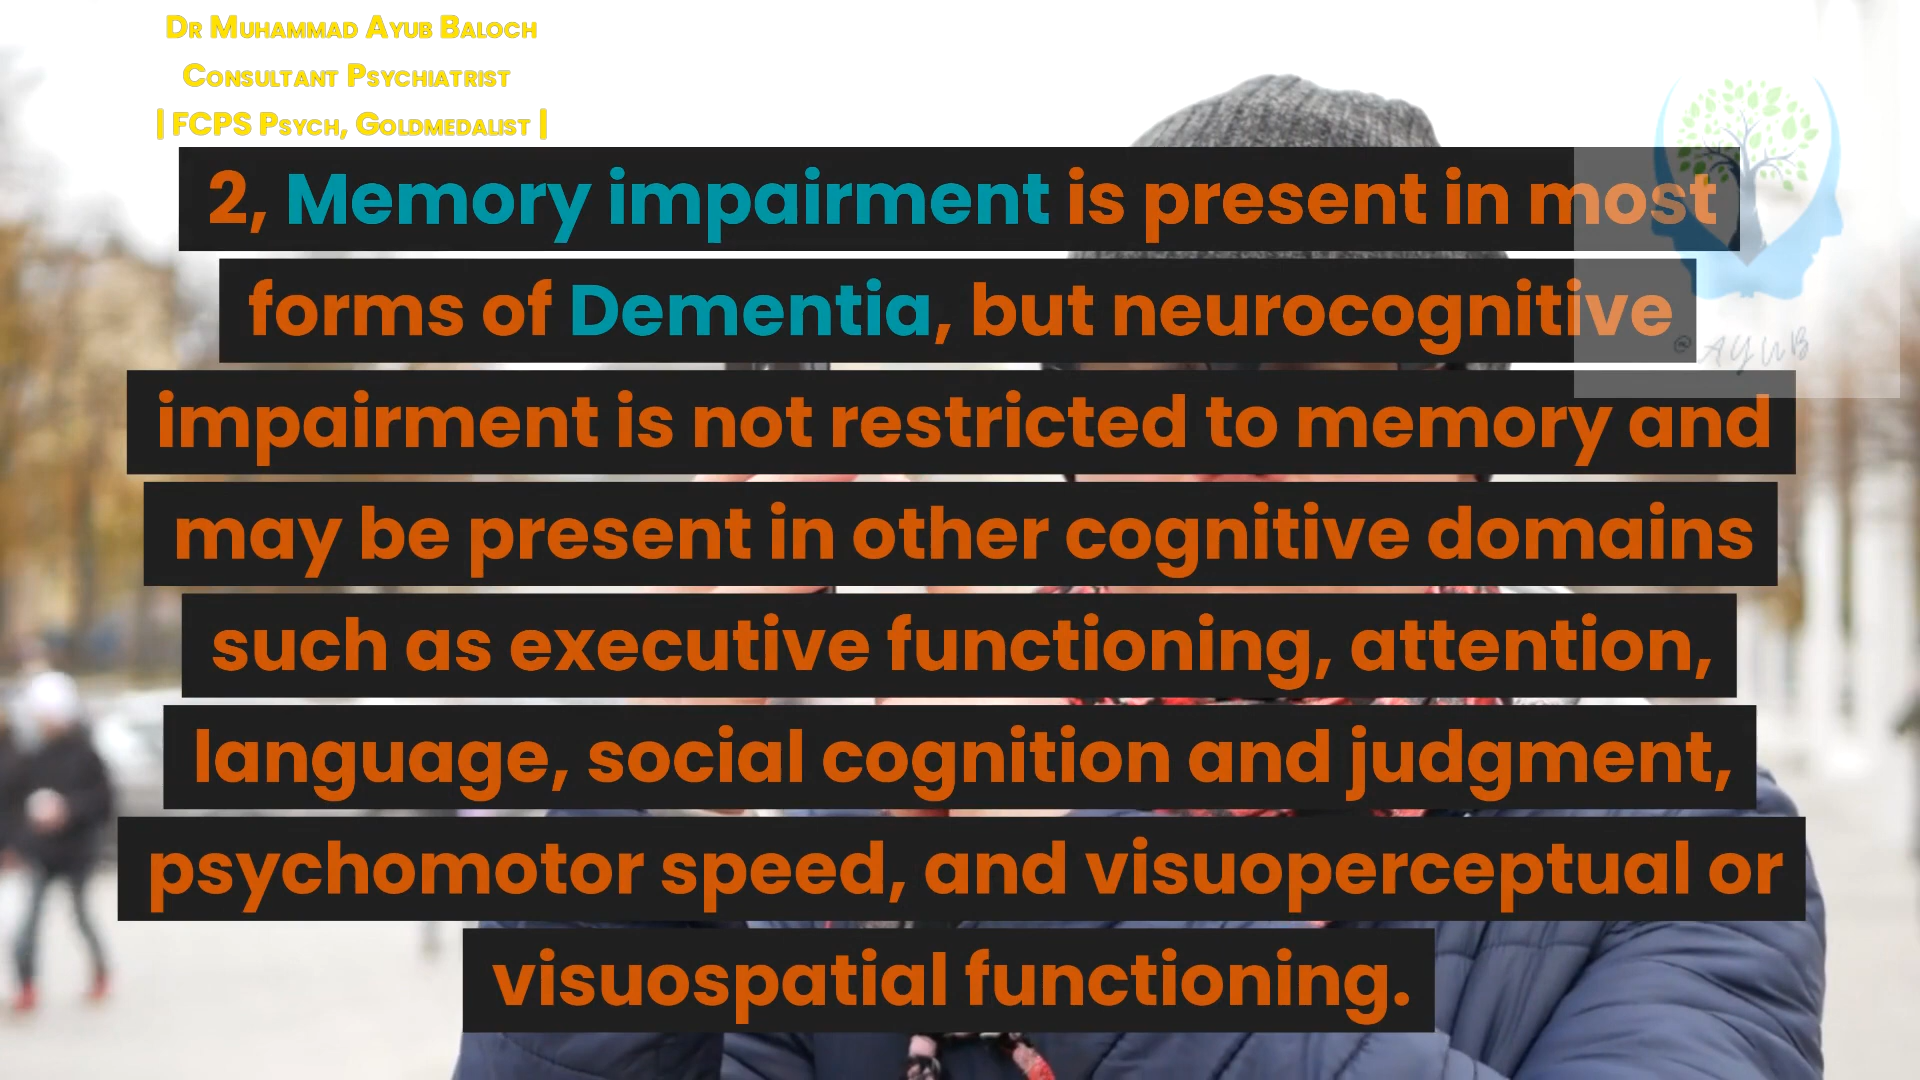 Dr Muhammad Ayub Baloch
Consultant Psychiatrist
| FCPS Psych, Goldmedalist |
2, Memory impairment is present in most
forms of Dementia, but neurocognitive
impairment is not restricted to memory and
may be present in other cognitive domains
such as executive functioning, attention,
language, social cognition and judgment,
psychomotor speed, and visuoperceptual or
visuospatial functioning.
@AYUB